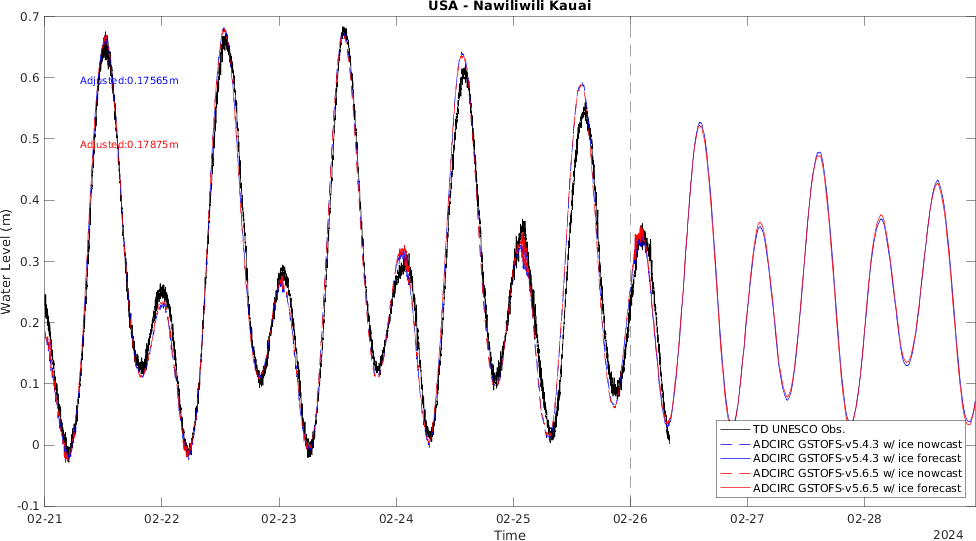 USA - Nawiliwili Kauai
0.7
0.6
0.5
0.4
0.3
0.2
0.1
0
-0.1
Water Level (m)
Adjusted:0.17565m
Adjusted:0.17875m
TD UNESCO Obs.
ADCIRC GSTOFS-v5.4.3 w/ ice nowcast
ADCIRC GSTOFS-v5.4.3 w/ ice forecast
ADCIRC GSTOFS-v5.6.5 w/ ice nowcast
ADCIRC GSTOFS-v5.6.5 w/ ice forecast
02-21 02-22 02-23 02-24 02-25 02-26 02-27 02-28
Time
2024